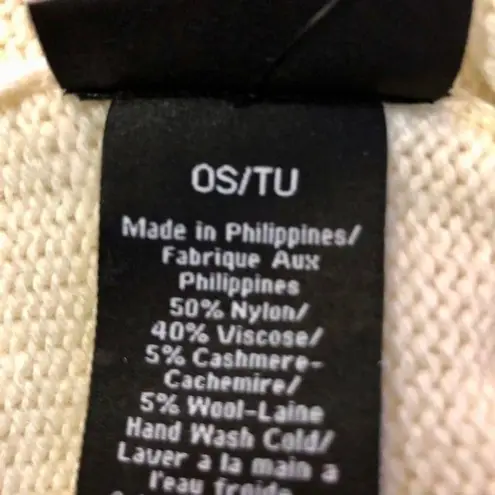 OS/TU
Made in Philippines/
Fabrique Aux
Philippines
50% Nylon/
40% Viscose/
5% Cashmere-
Cachemire/
5% Wool-Laine
Hand Wash Cold/
Laver a la main a
l'eau froide